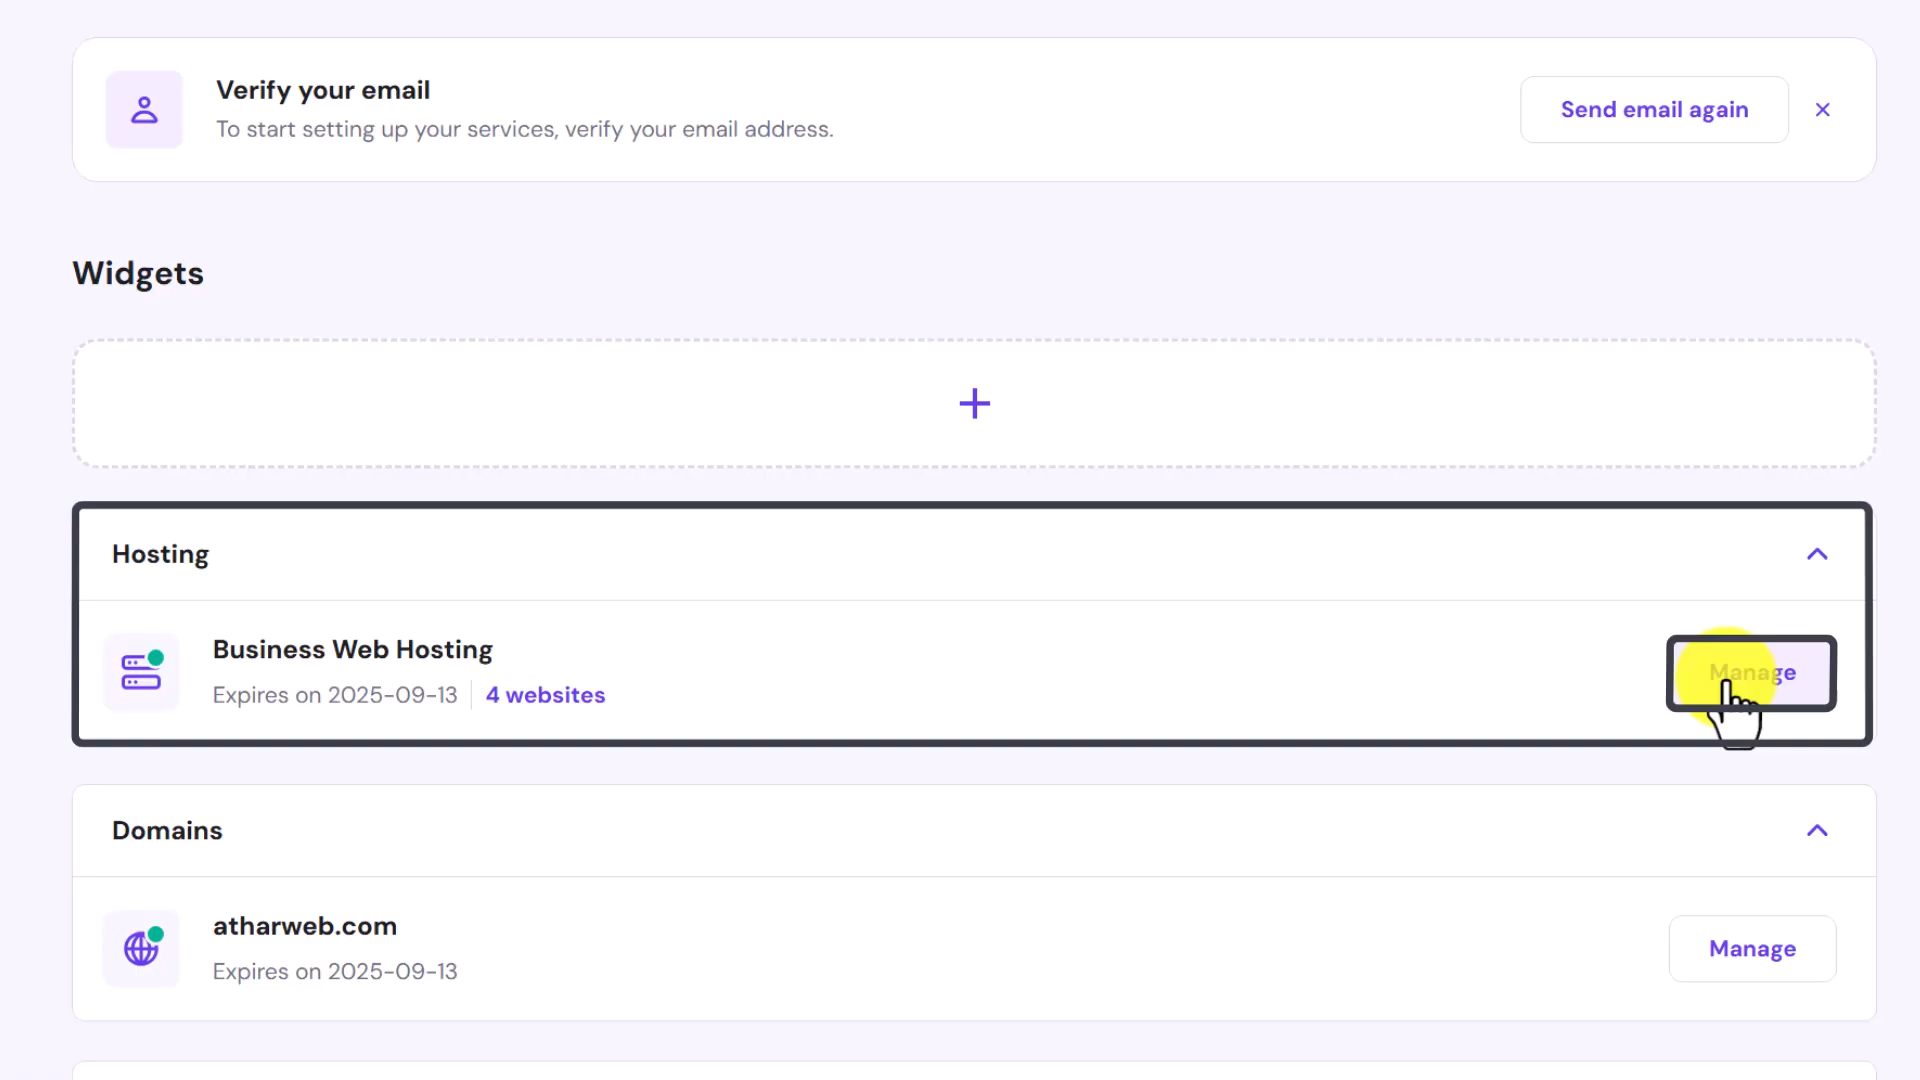 Verify your email
To start setting up your services, verify your email address.
Send email again
Widgets
Hosting
Business Web Hosting
Expires on 2025-09-13
4 websites
Manage
Domains
atharweb.com
Expires on 2025-09-13
Manage